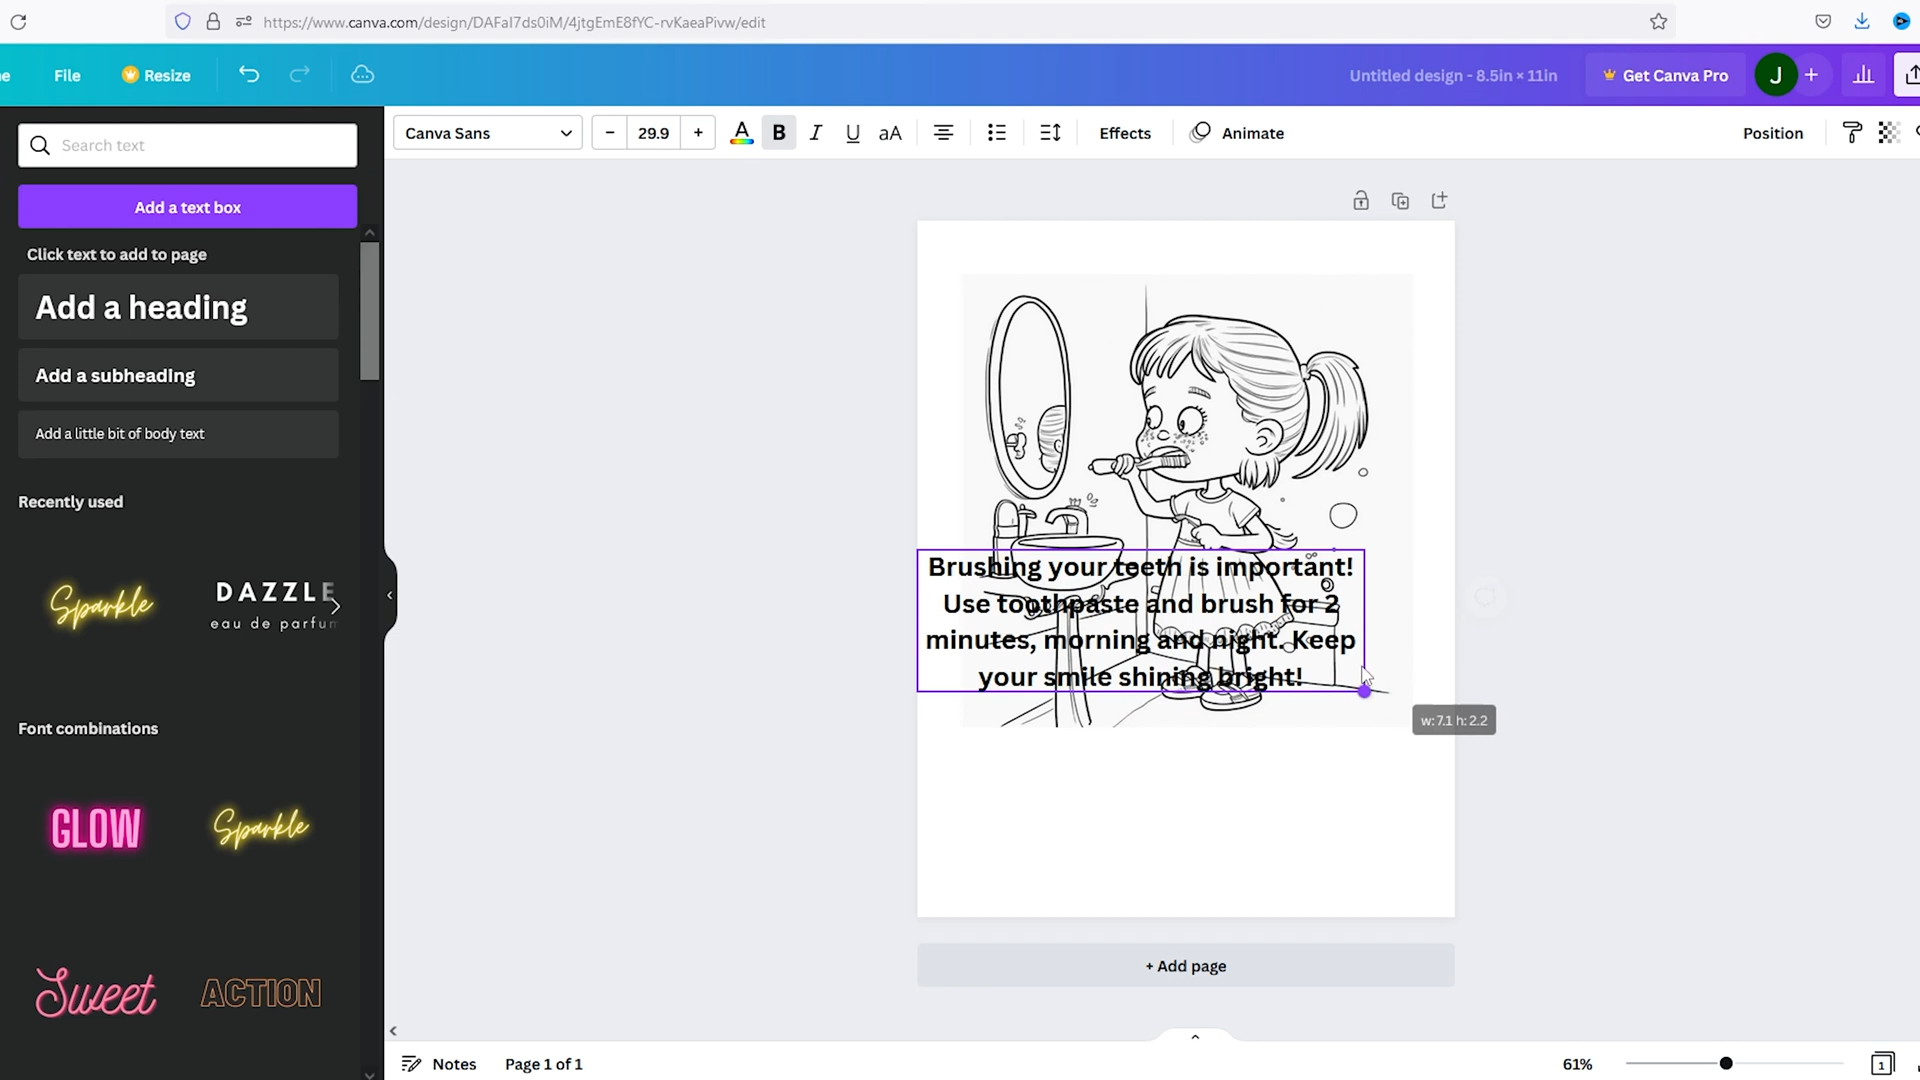 https://www.canva.com/design/DAFaI7ds0iM/4jtgEmE8fYC-rvKaeaPivw/edit
File
Resize
Untitled design - 8.5in × 11in
Get Canva Pro
J
Search text
Canva Sans
29.9
A
B
I
U
aA
Effects
Animate
Position
Add a text box
Click text to add to page
Add a heading
Add a subheading
Add a little bit of body text
Recently used
Sparkle
DAZZLE
eau de parfum
Font combinations
GLOW
Sparkle
Sweet
ACTION
Brushing your teeth is important!
Use toothpaste and brush for 2
minutes, morning and night. Keep
your smile shining bright!
w: 7.1 h: 2.2
+ Add page
Notes
Page 1 of 1
61%
1